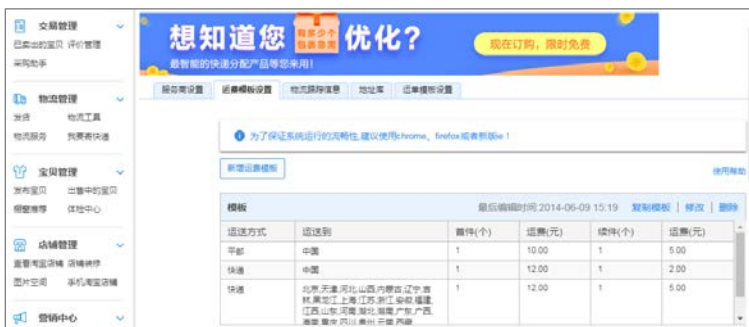 交易管理
已卖出的宝贝 评价管理
采购助手
物流管理
发货 物流工具
物流服务 我要寄快递
宝贝管理
发布宝贝 出售中的宝贝
橱窗推荐 体检中心
店铺管理
查看淘宝店铺 店铺装修
图片空间 手机淘宝店铺
营销中心
想知道您有多少个包裹急需优化?
最智能的快递分配产品等您来用!
现在订购,限时免费
服务商设置 运费模板设置 物流跟踪信息 地址库 运单模板设置
为了保证系统运行的流畅性,建议使用chrome、firefox或者新版ie!
新增运费模板
使用帮助
模板 最后编辑时间:2014-06-09 15:19 复制模板 | 修改 | 删除
运送方式 运送到 首件(个) 运费(元) 续件(个) 运费(元)
平邮 中国 1 10.00 1 5.00
快递 中国 1 12.00 1 2.00
快递 北京,天津,河北,山西,内蒙古,辽宁,吉 1 12.00 1 5.00
林,黑龙江,上海,江苏,浙江,安徽,福建,
江西,山东,河南,湖北,湖南,广东,广西,
海南,重庆,四川,贵州,云南,西藏